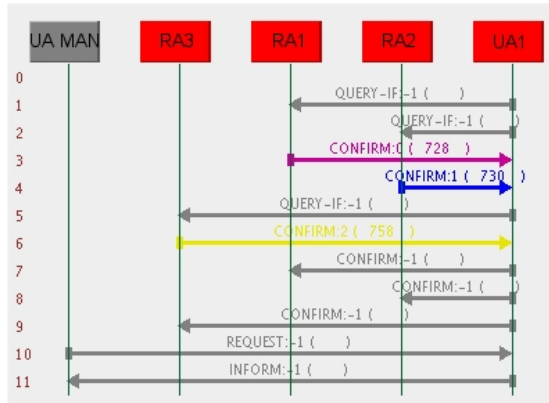 UA MAN RA3 RA1 RA2 UA1
0
1 QUERY-IF:-1 ( )
2 QUERY-IF:-1 ( )
3 CONFIRM:0 ( 728 )
4 CONFIRM:1 ( 730 )
5 QUERY-IF:-1 ( )
6 CONFIRM:2 ( 758 )
7 CONFIRM:-1 ( )
8 CONFIRM:-1 ( )
9 CONFIRM:-1 ( )
10 REQUEST:-1 ( )
11 INFORM:-1 ( )